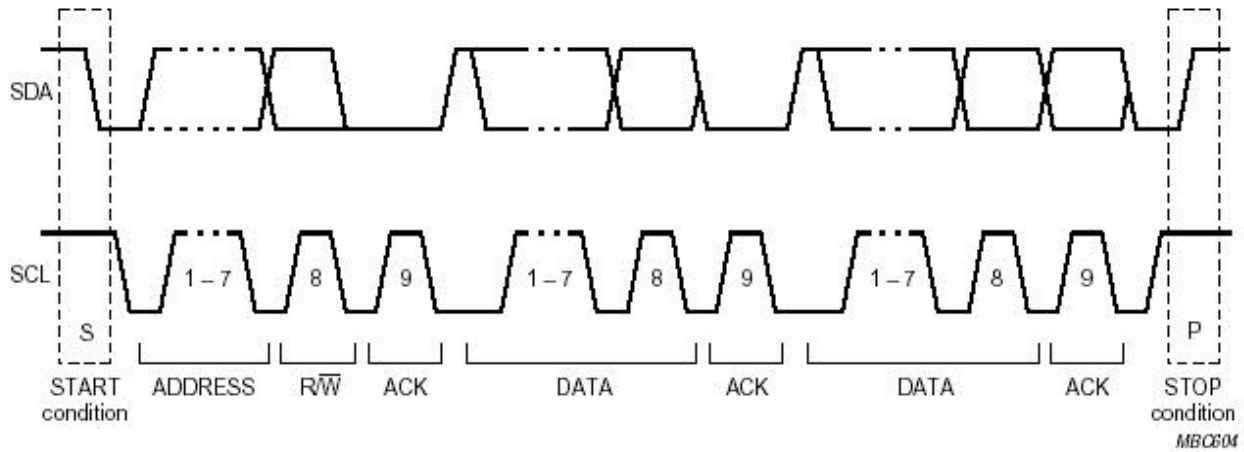 SDA
SCL
1 – 7 8 9 1 – 7 8 9 1 – 7 8 9
S P
START ADDRESS R/W̅ ACK DATA ACK DATA ACK STOP
condition condition
MBC604